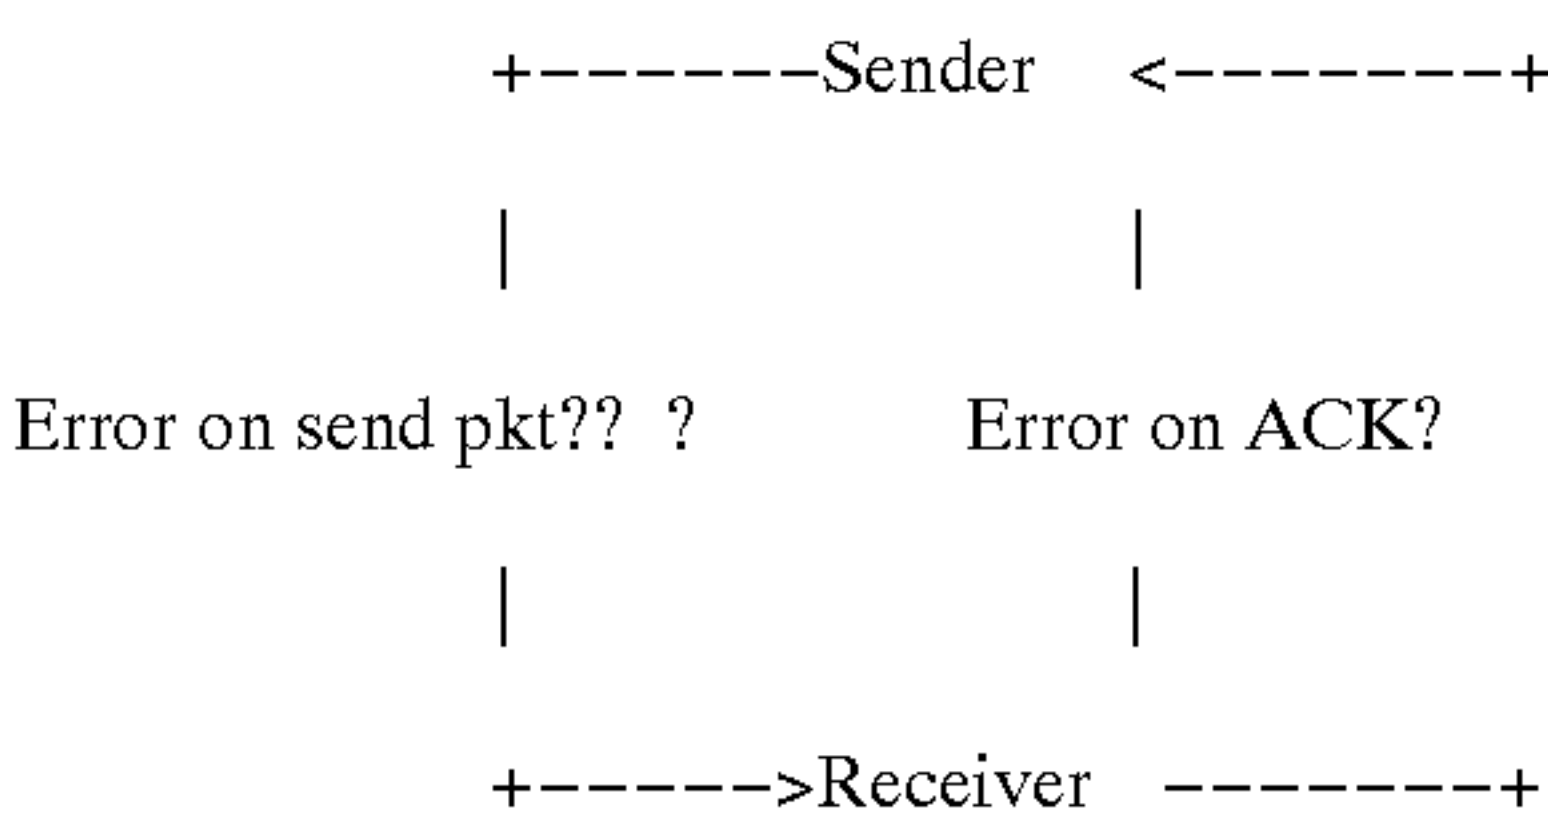 +------Sender <-------+
| |
Error on send pkt?? ? Error on ACK?
| |
+----->Receiver -------+